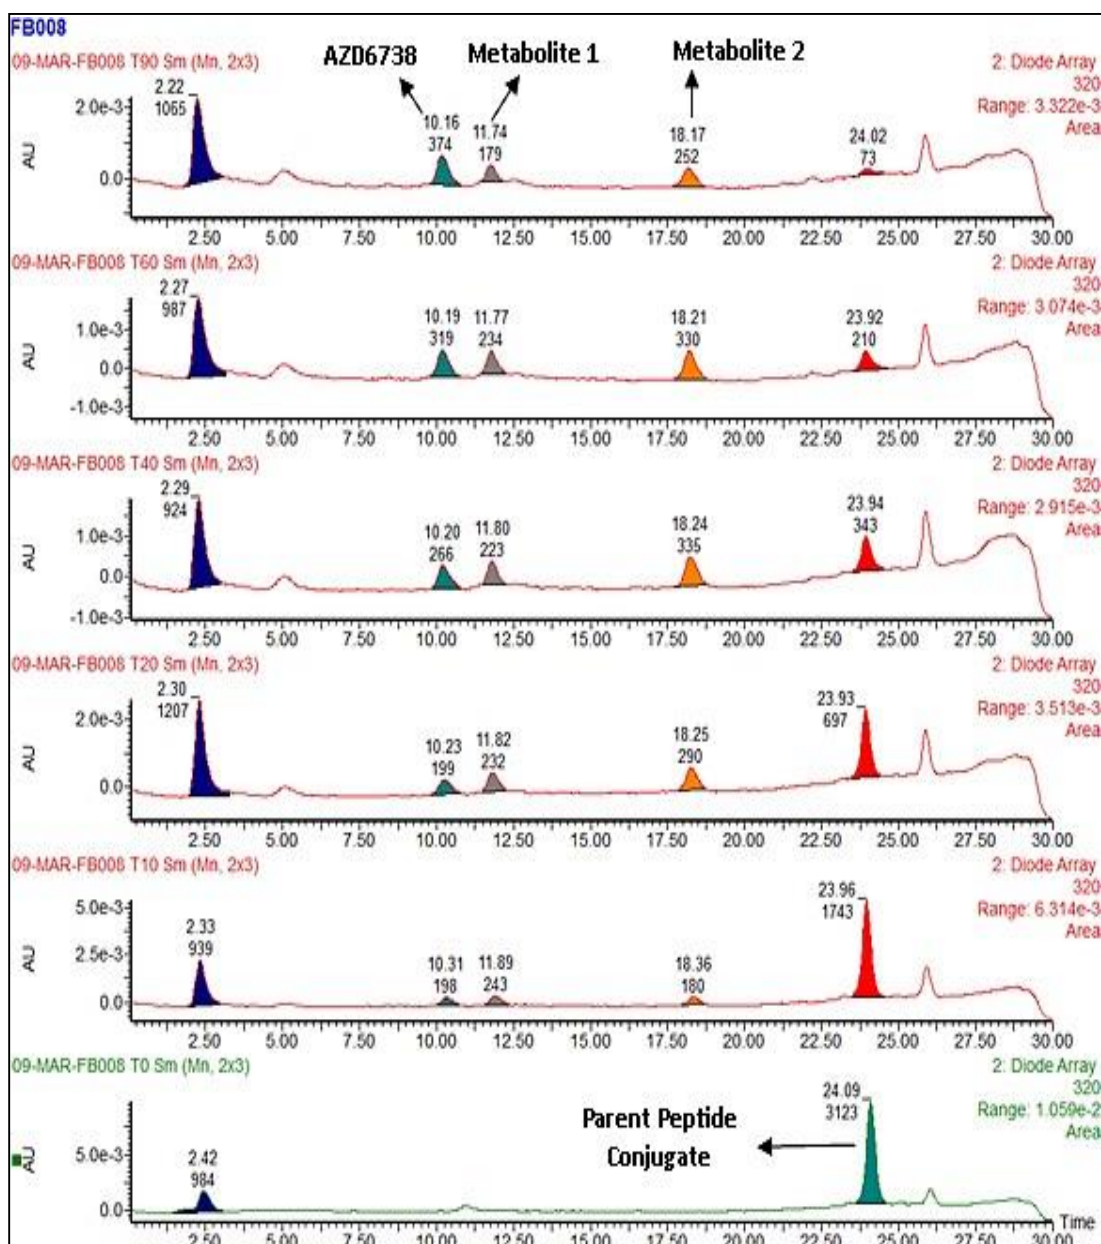 FB008
09-MAR-FB008 T90 Sm (Mn, 2x3)
AZD6738
Metabolite 1
Metabolite 2
2: Diode Array
320
Range: 3.322e-3
Area
2.22
1065
10.16
374
11.74
179
18.17
252
24.02
73
AU
2.0e-3
0.0
2.50 5.00 7.50 10.00 12.50 15.00 17.50 20.00 22.50 25.00 27.50 30.00
09-MAR-FB008 T60 Sm (Mn, 2x3)
2: Diode Array
320
Range: 3.074e-3
Area
2.27
987
10.19
319
11.77
234
18.21
330
23.92
210
AU
1.0e-3
0.0
-1.0e-3
2.50 5.00 7.50 10.00 12.50 15.00 17.50 20.00 22.50 25.00 27.50 30.00
09-MAR-FB008 T40 Sm (Mn, 2x3)
2: Diode Array
320
Range: 2.915e-3
Area
2.29
924
10.20
266
11.80
223
18.24
335
23.94
343
AU
1.0e-3
0.0
-1.0e-3
2.50 5.00 7.50 10.00 12.50 15.00 17.50 20.00 22.50 25.00 27.50 30.00
09-MAR-FB008 T20 Sm (Mn, 2x3)
2: Diode Array
320
Range: 3.513e-3
Area
2.30
1207
10.23
199
11.82
232
18.25
290
23.93
697
AU
2.0e-3
0.0
2.50 5.00 7.50 10.00 12.50 15.00 17.50 20.00 22.50 25.00 27.50 30.00
09-MAR-FB008 T10 Sm (Mn, 2x3)
2: Diode Array
320
Range: 6.314e-3
Area
2.33
939
10.31
198
11.89
243
18.36
180
23.96
1743
AU
5.0e-3
2.5e-3
0.0
2.50 5.00 7.50 10.00 12.50 15.00 17.50 20.00 22.50 25.00 27.50 30.00
09-MAR-FB008 T0 Sm (Mn, 2x3)
2: Diode Array
320
Range: 1.059e-2
Area
2.42
984
24.09
3123
Parent Peptide
Conjugate
AU
5.0e-3
0.0
Time
2.50 5.00 7.50 10.00 12.50 15.00 17.50 20.00 22.50 25.00 27.50 30.00